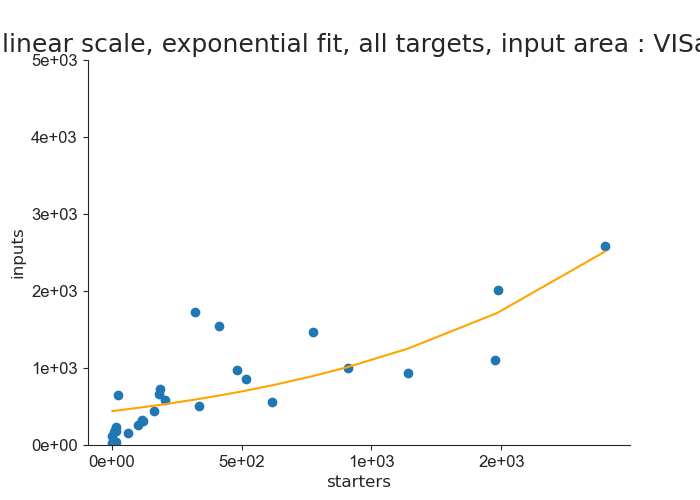 linear scale, exponential fit, all targets, input area : VISa
5e+03
4e+03
3e+03
2e+03
1e+03
0e+00
inputs
0e+00 5e+02 1e+03 2e+03
starters